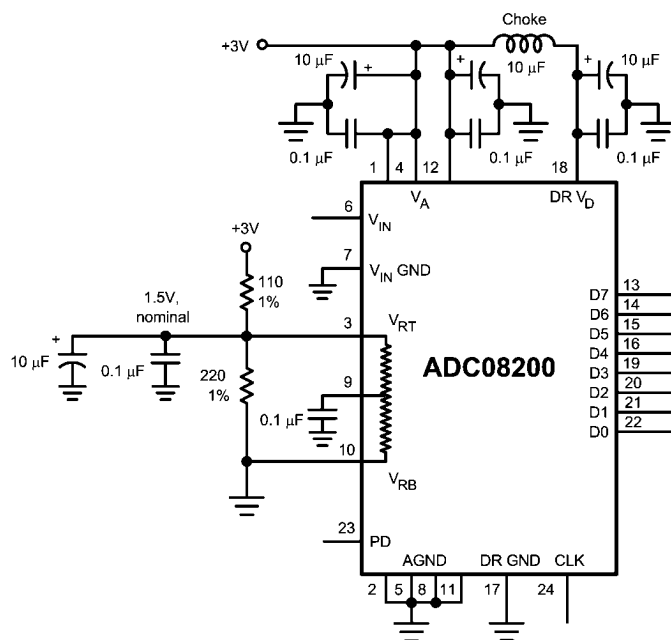 Choke
+3V
10 µF
+
+
10 µF
+
10 µF
0.1 µF
0.1 µF
0.1 µF
1
4
12
18
V_A
DR V_D
6
V_IN
7
V_IN GND
+3V
110
1%
1.5V,
nominal
3
V_RT
+
10 µF
0.1 µF
220
1%
9
0.1 µF
10
V_RB
ADC08200
D7 13
D6 14
D5 15
D4 16
D3 19
D2 20
D1 21
D0 22
23
PD
AGND
DR GND
CLK
2
5
8
11
17
24